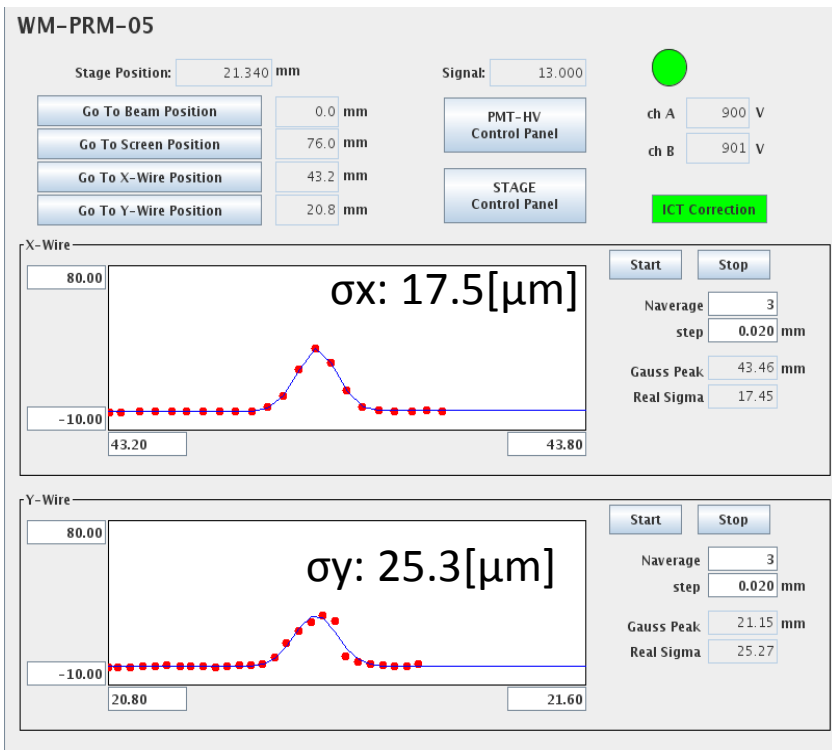 WM-PRM-05
Stage Position: 21.340 mm
Signal: 13.000
Go To Beam Position 0.0 mm
Go To Screen Position 76.0 mm
Go To X-Wire Position 43.2 mm
Go To Y-Wire Position 20.8 mm
PMT-HV
Control Panel
STAGE
Control Panel
ch A 900 V
ch B 901 V
ICT Correction
X-Wire
80.00
-10.00
43.20
43.80
σx: 17.5[μm]
Start Stop
Naverage 3
step 0.020 mm
Gauss Peak 43.46 mm
Real Sigma 17.45
Y-Wire
80.00
-10.00
20.80
21.60
σy: 25.3[μm]
Start Stop
Naverage 3
step 0.020 mm
Gauss Peak 21.15 mm
Real Sigma 25.27